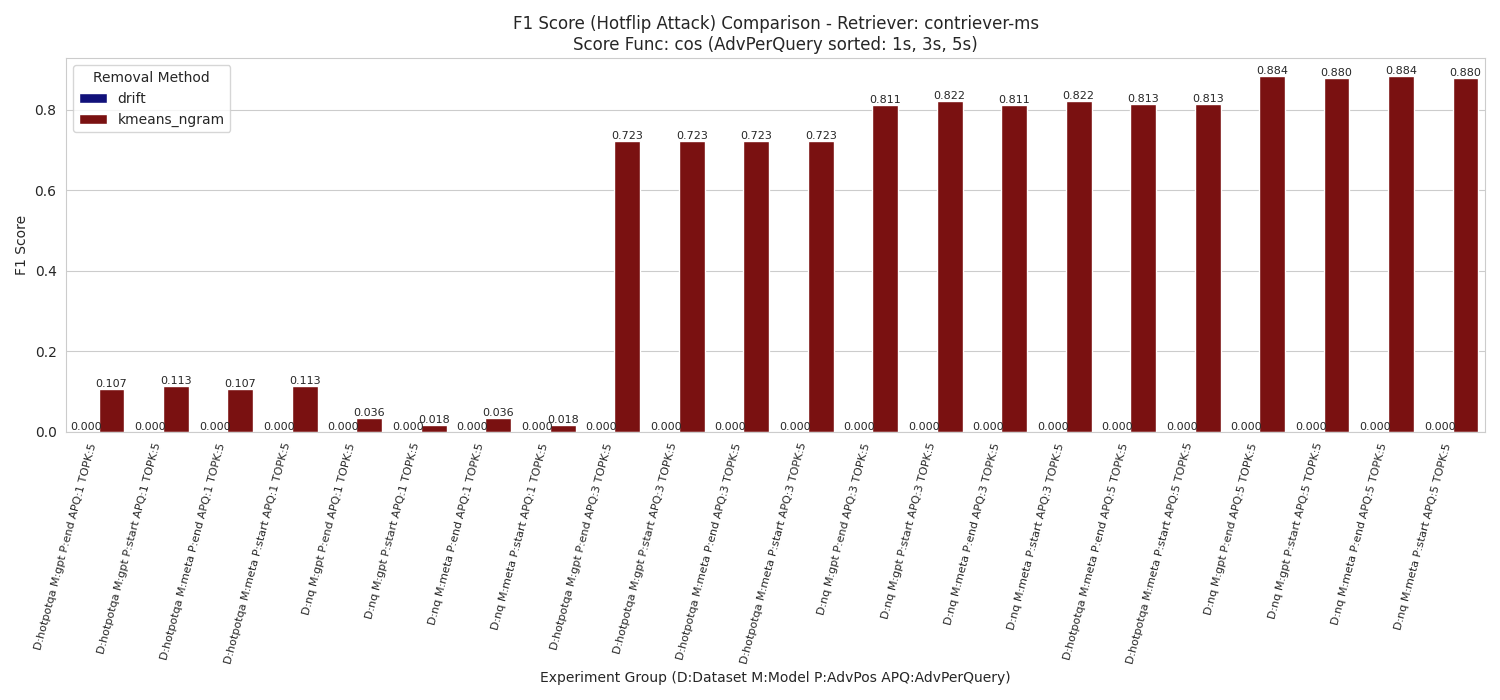 F1 Score (Hotflip Attack) Comparison - Retriever: contriever-ms
Score Func: cos (AdvPerQuery sorted: 1s, 3s, 5s)
Removal Method
drift
kmeans_ngram
F1 Score
0.8
0.6
0.4
0.2
0.0
0.000 0.107
0.000 0.113
0.000 0.107
0.000 0.113
0.000 0.036
0.000 0.018
0.000 0.036
0.000 0.018
0.000 0.723
0.000 0.723
0.000 0.723
0.000 0.723
0.000 0.811
0.000 0.822
0.000 0.811
0.000 0.822
0.000 0.813
0.000 0.813
0.000 0.884
0.000 0.880
0.000 0.884
0.000 0.880
D:hotpotqa M:gpt P:end APQ:1 TOPK:5
D:hotpotqa M:gpt P:start APQ:1 TOPK:5
D:hotpotqa M:meta P:end APQ:1 TOPK:5
D:hotpotqa M:meta P:start APQ:1 TOPK:5
D:nq M:gpt P:end APQ:1 TOPK:5
D:nq M:gpt P:start APQ:1 TOPK:5
D:nq M:meta P:end APQ:1 TOPK:5
D:nq M:meta P:start APQ:1 TOPK:5
D:hotpotqa M:gpt P:end APQ:3 TOPK:5
D:hotpotqa M:gpt P:start APQ:3 TOPK:5
D:hotpotqa M:meta P:end APQ:3 TOPK:5
D:hotpotqa M:meta P:start APQ:3 TOPK:5
D:nq M:gpt P:end APQ:3 TOPK:5
D:nq M:gpt P:start APQ:3 TOPK:5
D:nq M:meta P:end APQ:3 TOPK:5
D:nq M:meta P:start APQ:3 TOPK:5
D:hotpotqa M:meta P:end APQ:5 TOPK:5
D:hotpotqa M:meta P:start APQ:5 TOPK:5
D:nq M:gpt P:end APQ:5 TOPK:5
D:nq M:gpt P:start APQ:5 TOPK:5
D:nq M:meta P:end APQ:5 TOPK:5
D:nq M:meta P:start APQ:5 TOPK:5
Experiment Group (D:Dataset M:Model P:AdvPos APQ:AdvPerQuery)